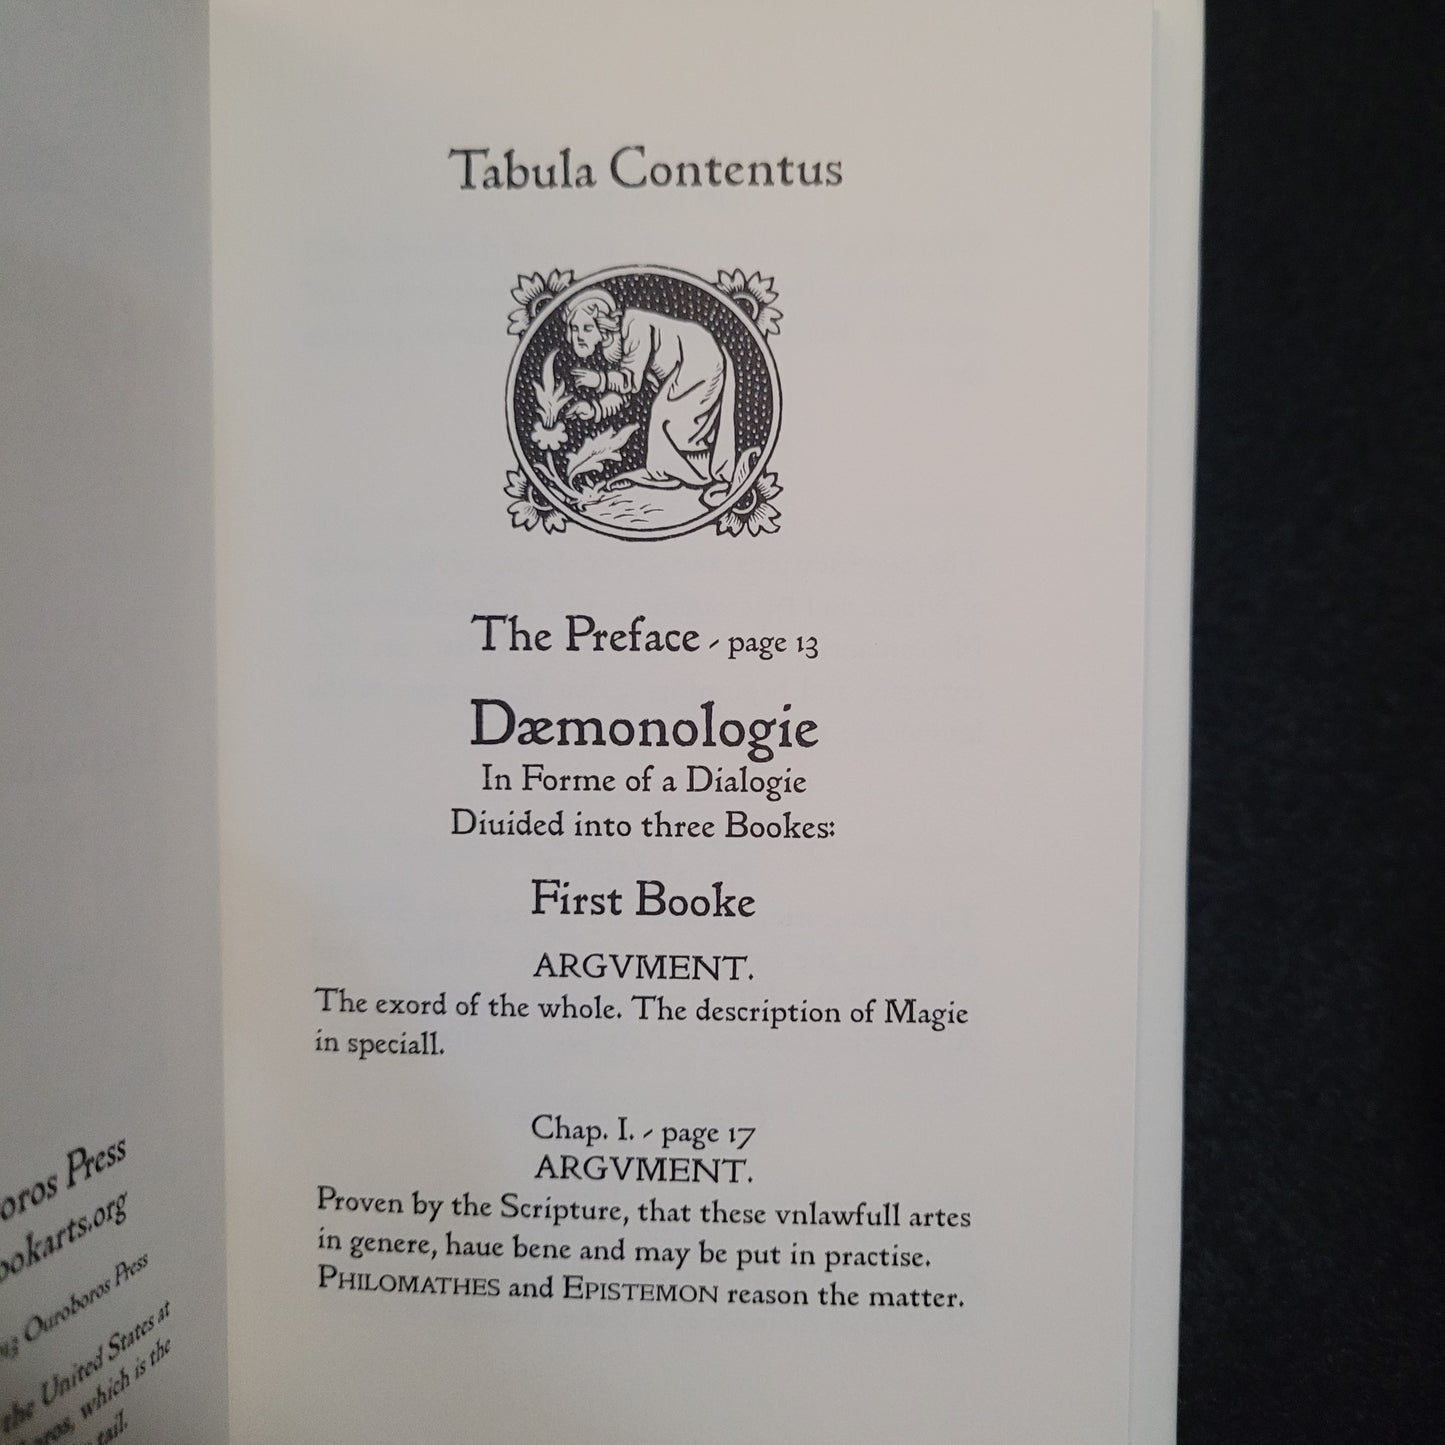 oros Press
ookarts.org
Ouroboros Press
the United States at
oros, which is the
tail.
Tabula Contentus
The Preface - page 13
Dæmonologie
In Forme of a Dialogie
Diuided into three Bookes:
First Booke
ARGVMENT.
The exord of the whole. The description of Magie
in speciall.
Chap. I. - page 17
ARGVMENT.
Proven by the Scripture, that these vnlawfull artes
in genere, haue bene and may be put in practise.
PHILOMATHES and EPISTEMON reason the matter.